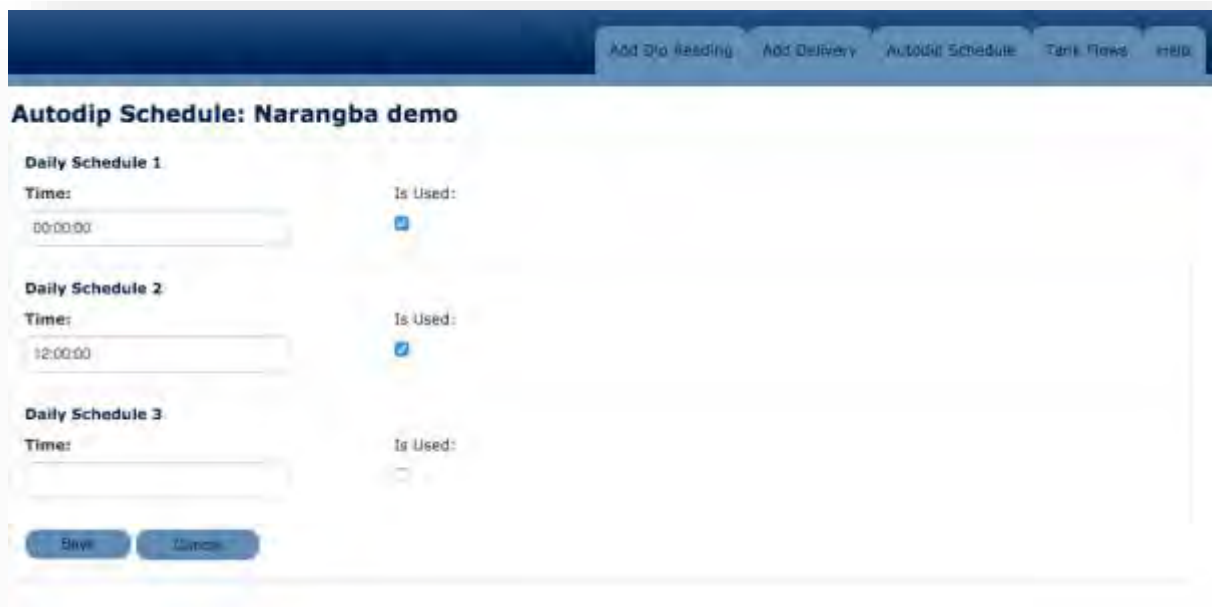 Add Dip Reading Add Delivery Autodip Schedule Tank Flows Help
Autodip Schedule: Narangba demo
Daily Schedule 1
Time: Is Used:
00:00:00
Daily Schedule 2
Time: Is Used:
12:00:00
Daily Schedule 3
Time: Is Used:
Save Cancel